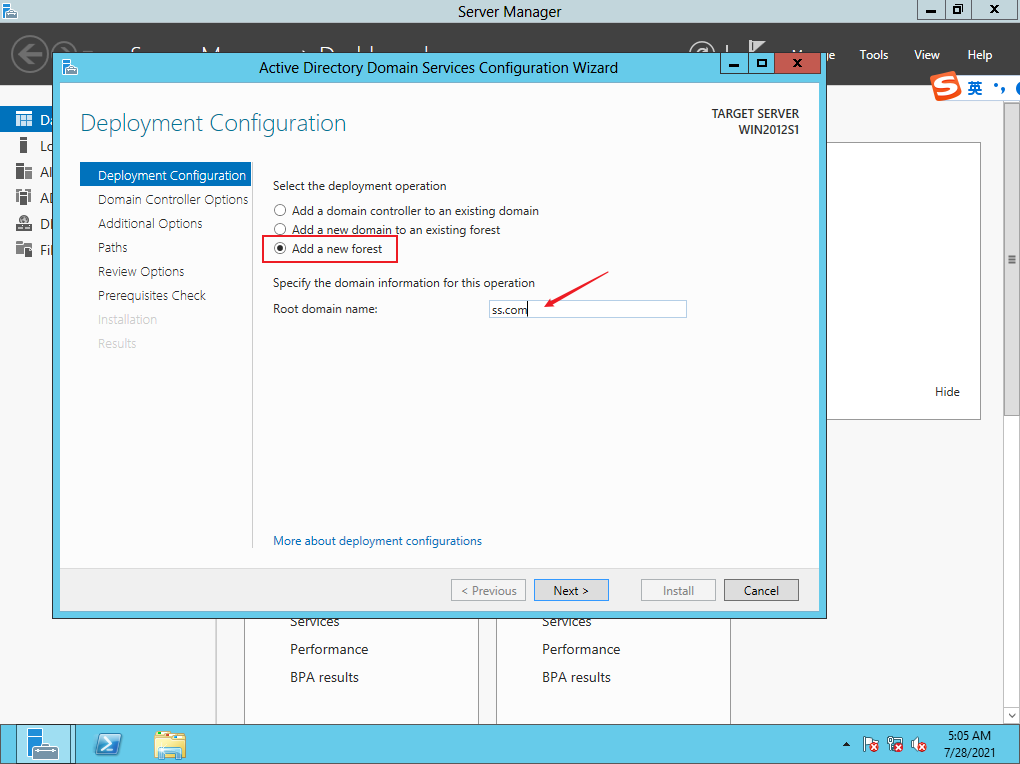 Server Manager
Manage
Tools
View
Help
英
Active Directory Domain Services Configuration Wizard
Deployment Configuration
TARGET SERVER
WIN2012S1
Deployment Configuration
Domain Controller Options
Additional Options
Paths
Review Options
Prerequisites Check
Installation
Results
Select the deployment operation
Add a domain controller to an existing domain
Add a new domain to an existing forest
Add a new forest
Specify the domain information for this operation
Root domain name:
ss.com
More about deployment configurations
< Previous
Next >
Install
Cancel
Hide
Services
Performance
BPA results
Services
Performance
BPA results
5:05 AM
7/28/2021